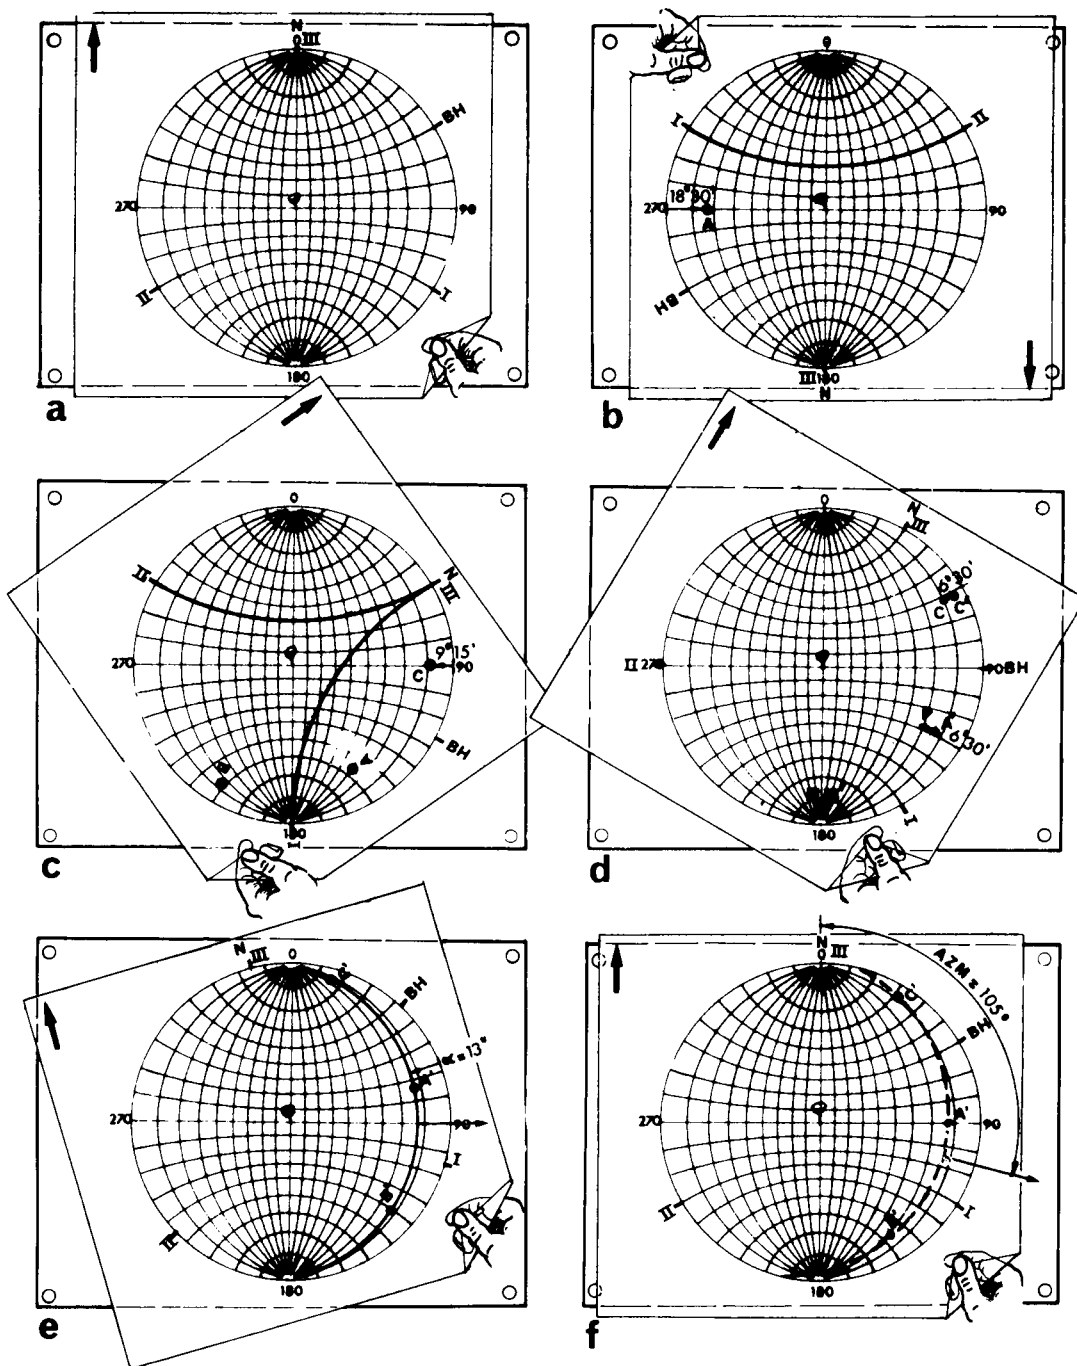 N
0 III
BH
270
90
II
I
180
a
0
I
II
18°30'
270
A
90
BH
III 180
N
b
0
II
N
III
9°15'
270
90
C
BH
A
180
I
c
0
N
III
6°30'
C C'
II 270
90 BH
A'
6°30'
I
180
d
N
III
0
C'
BH
α = 13°
A'
270
90
I
B'
II
180
e
N
0 III
AZM = 105°
C'
BH
A'
270
90
II
I
180
f